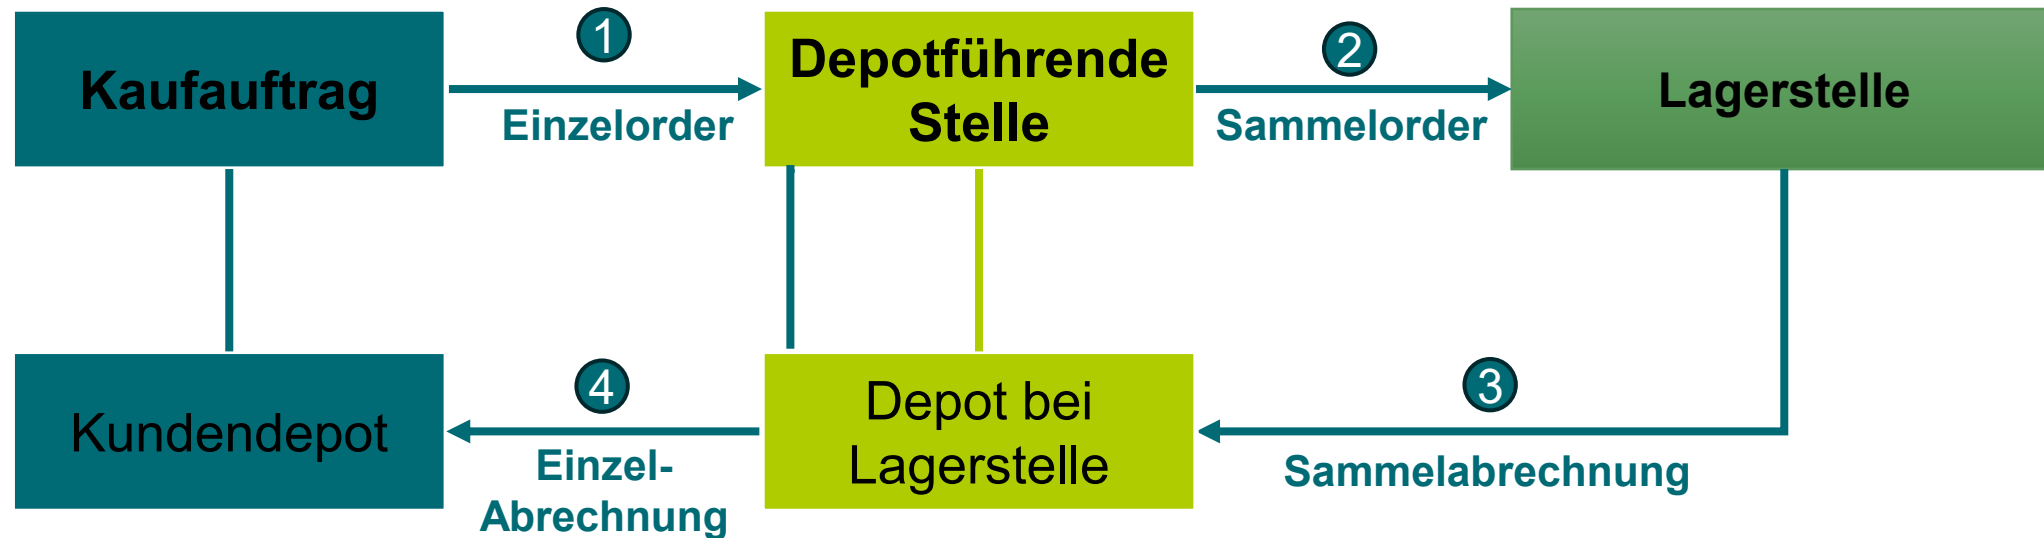 1
2
Kaufauftrag
Einzelorder
Depotführende
Stelle
Sammelorder
Lagerstelle
4
3
Kundendepot
Einzel-
Abrechnung
Depot bei
Lagerstelle
Sammelabrechnung